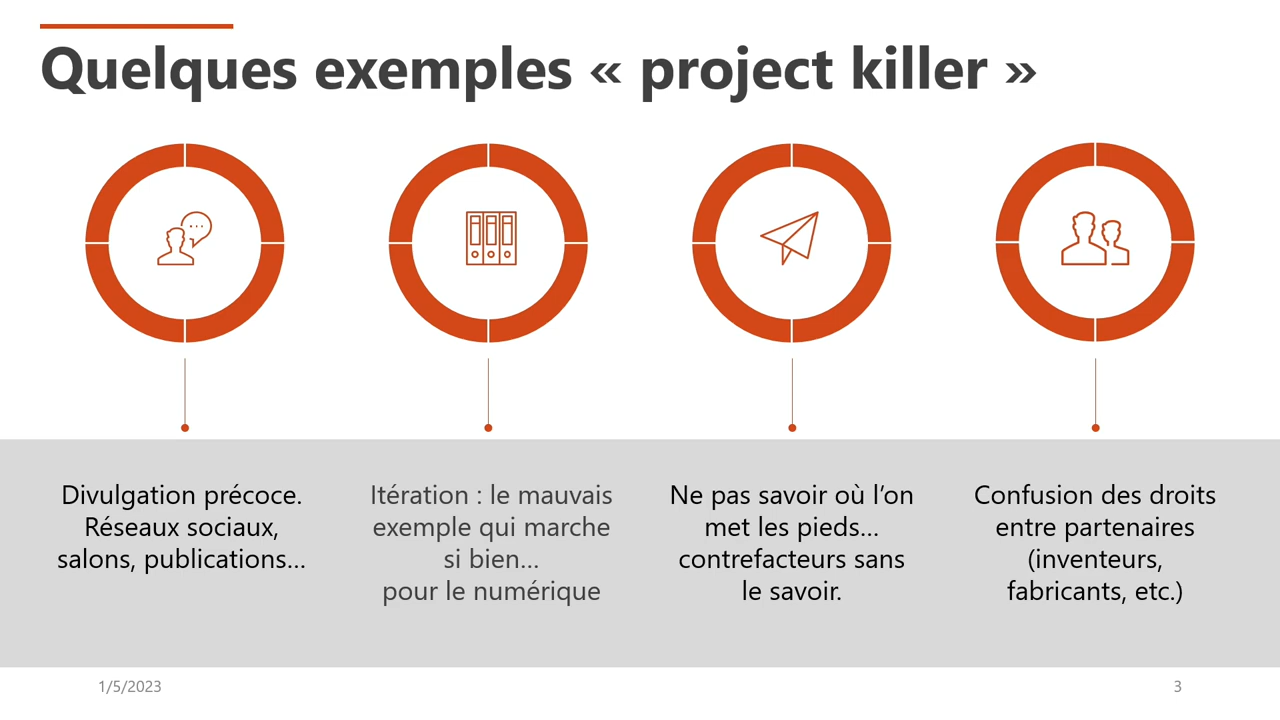 Quelques exemples « project killer »
Divulgation précoce.
Réseaux sociaux,
salons, publications...
Itération : le mauvais
exemple qui marche
si bien...
pour le numérique
Ne pas savoir où l’on
met les pieds...
contrefacteurs sans
le savoir.
Confusion des droits
entre partenaires
(inventeurs,
fabricants, etc.)
1/5/2023
3